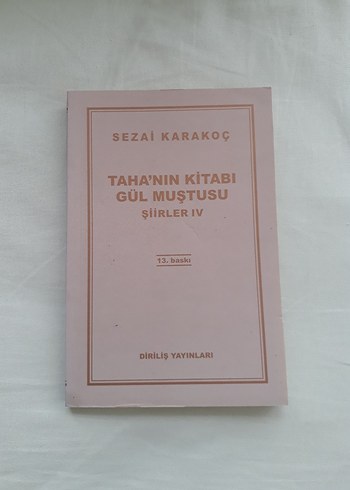 SEZAİ KARAKOÇ
TAHA'NIN KİTABI
GÜL MUŞTUSU
ŞİİRLER IV
13. baskı
DİRİLİŞ YAYINLARI